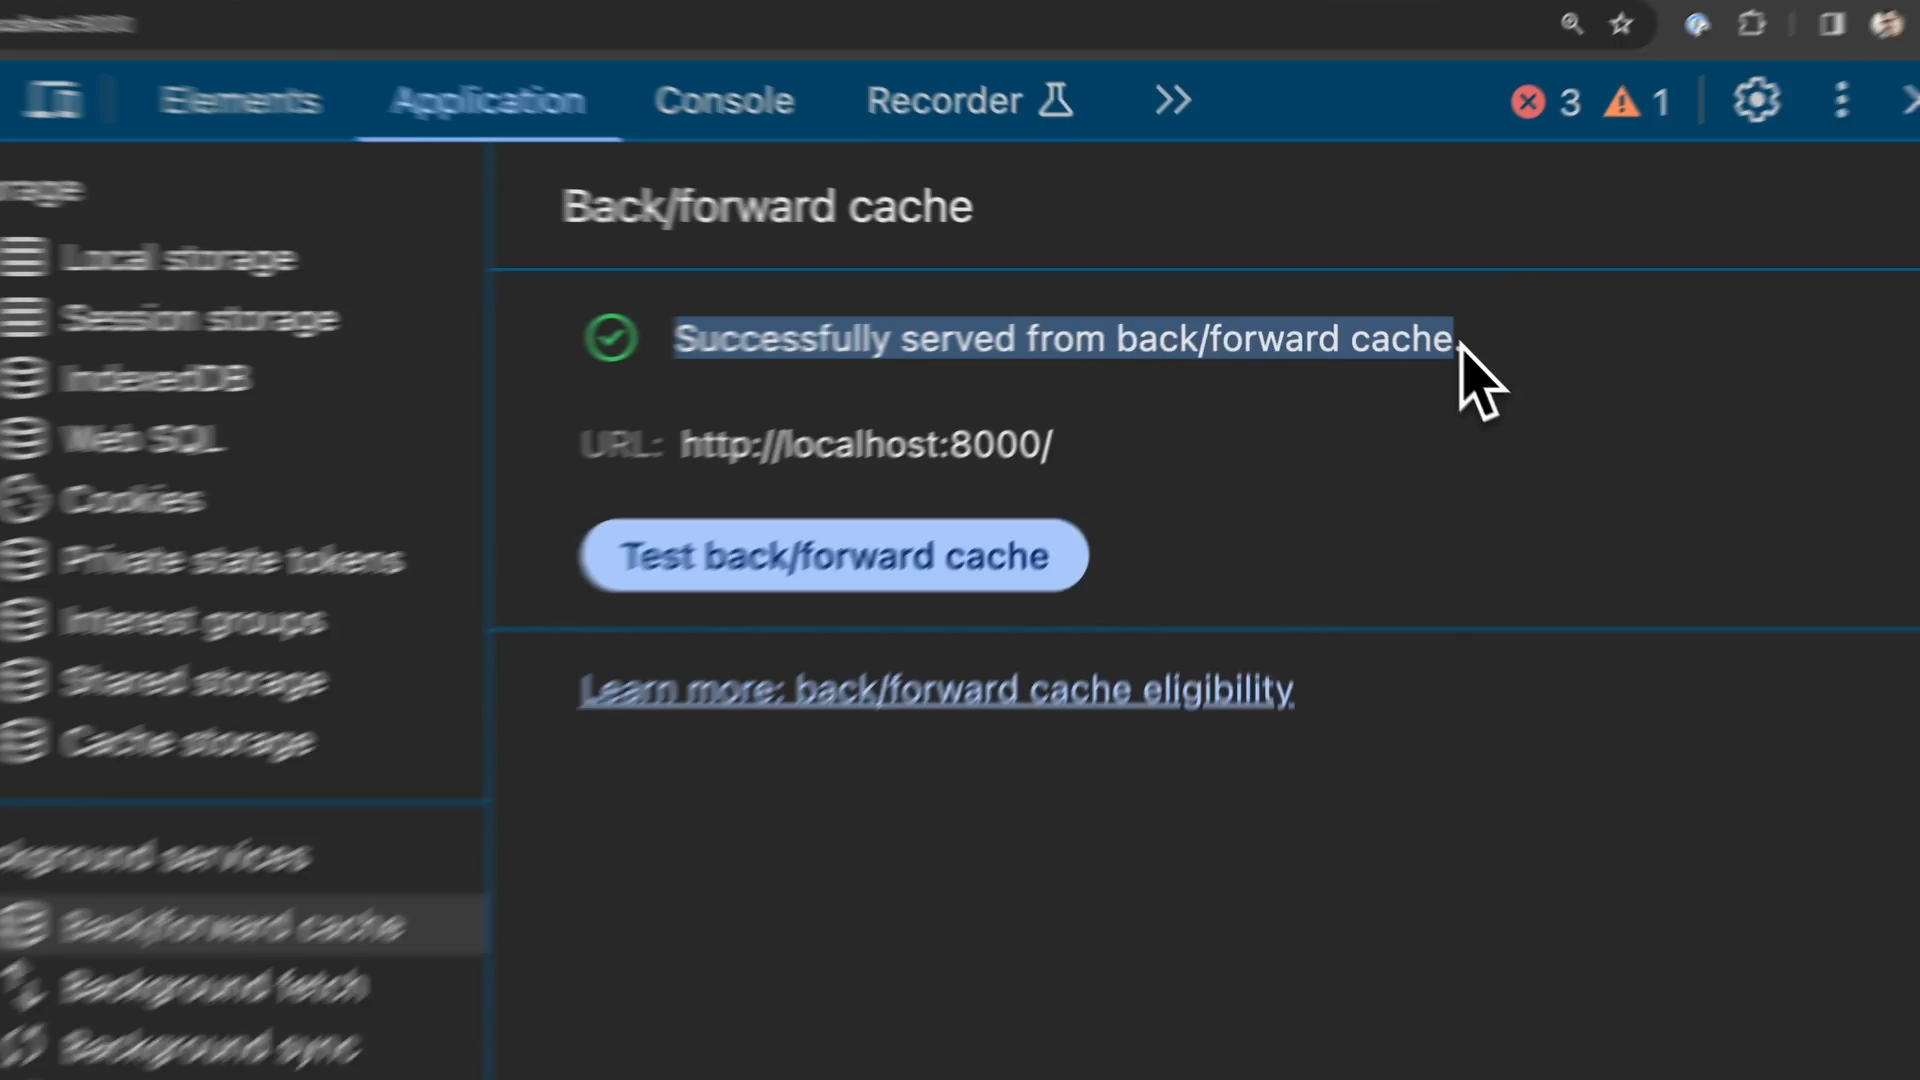 Elements Application Console Recorder 3 1
Local storage
Session storage
IndexedDB
Web SQL
Cookies
Private state tokens
Interest groups
Shared storage
Cache storage
Back/forward cache
Background fetch
Background sync
Back/forward cache
Successfully served from back/forward cache.
URL: http://localhost:8000/
Test back/forward cache
Learn more: back/forward cache eligibility